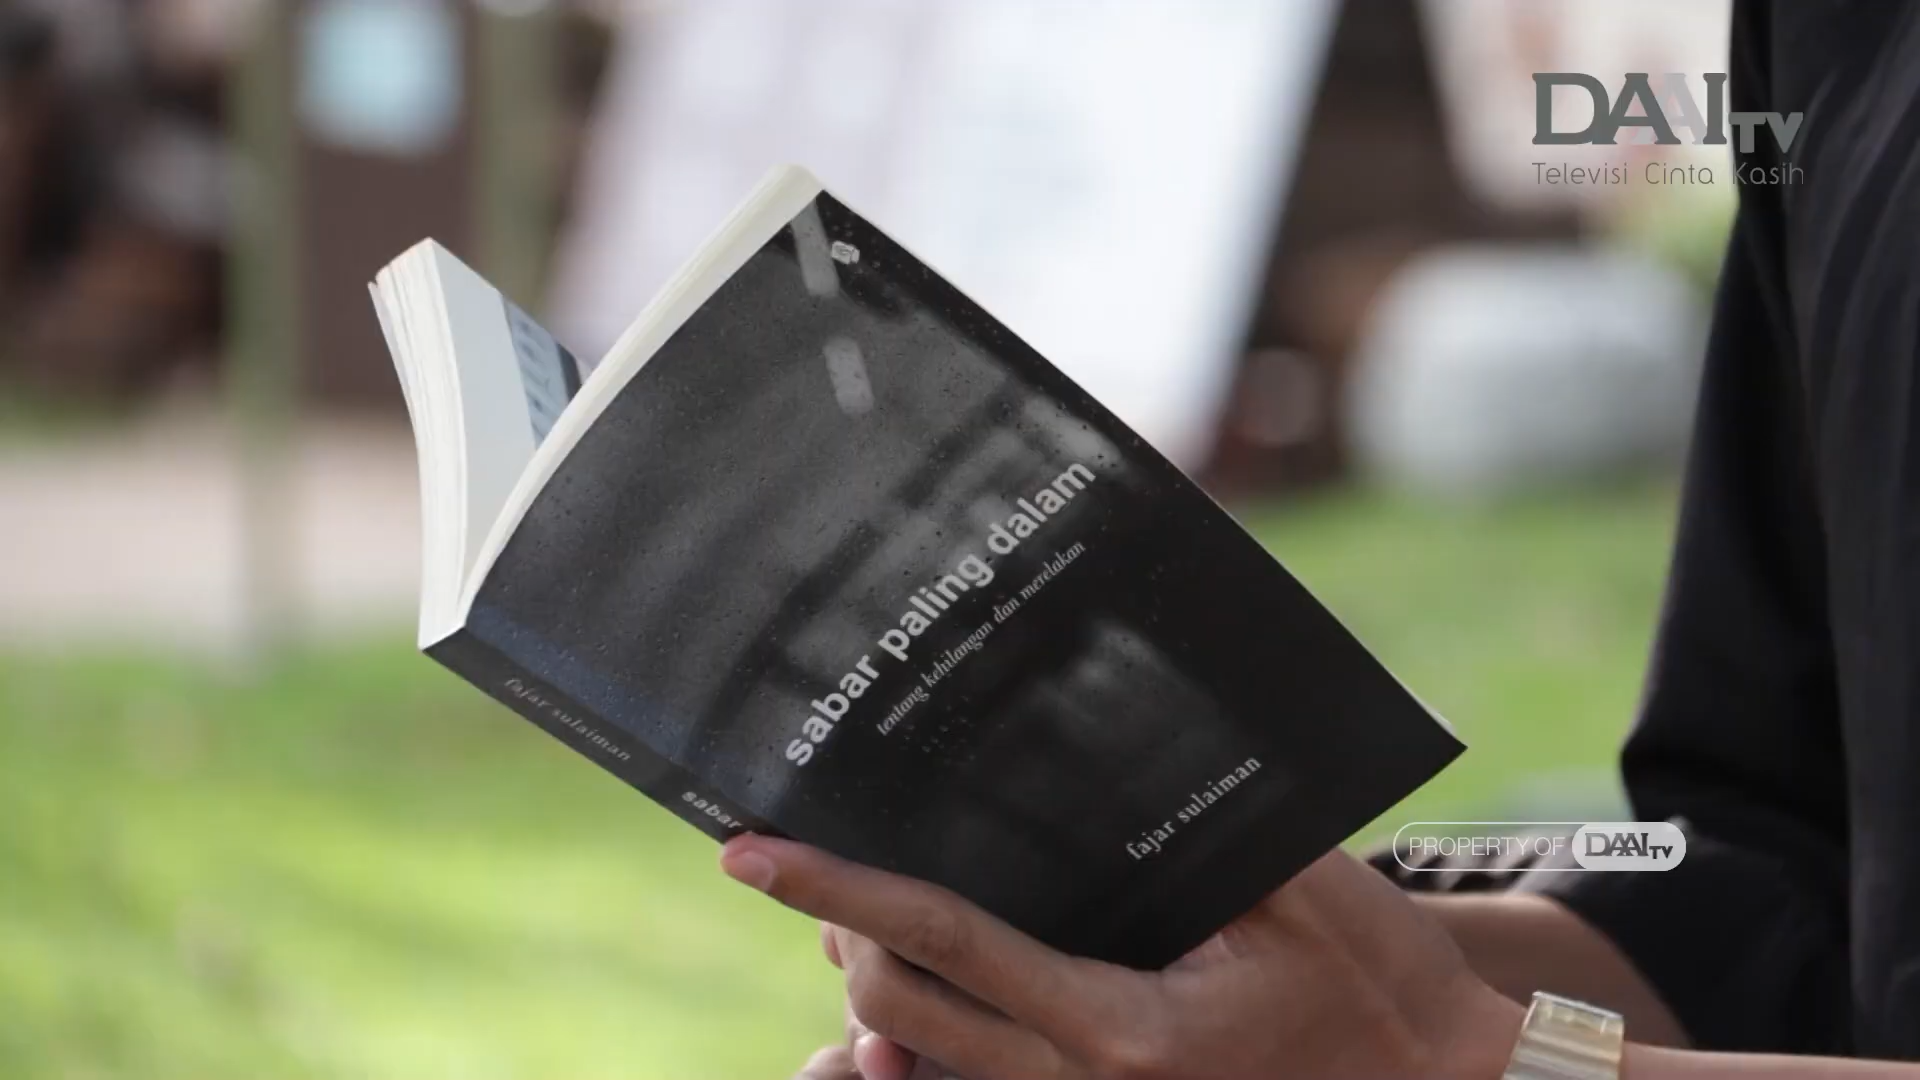 DAAI TV
Televisi Cinta Kasih
sabar paling dalam
tentang kehilangan dan merelakan
fajar sulaiman
fajar sulaiman
sabar
PROPERTY OF DAAI TV